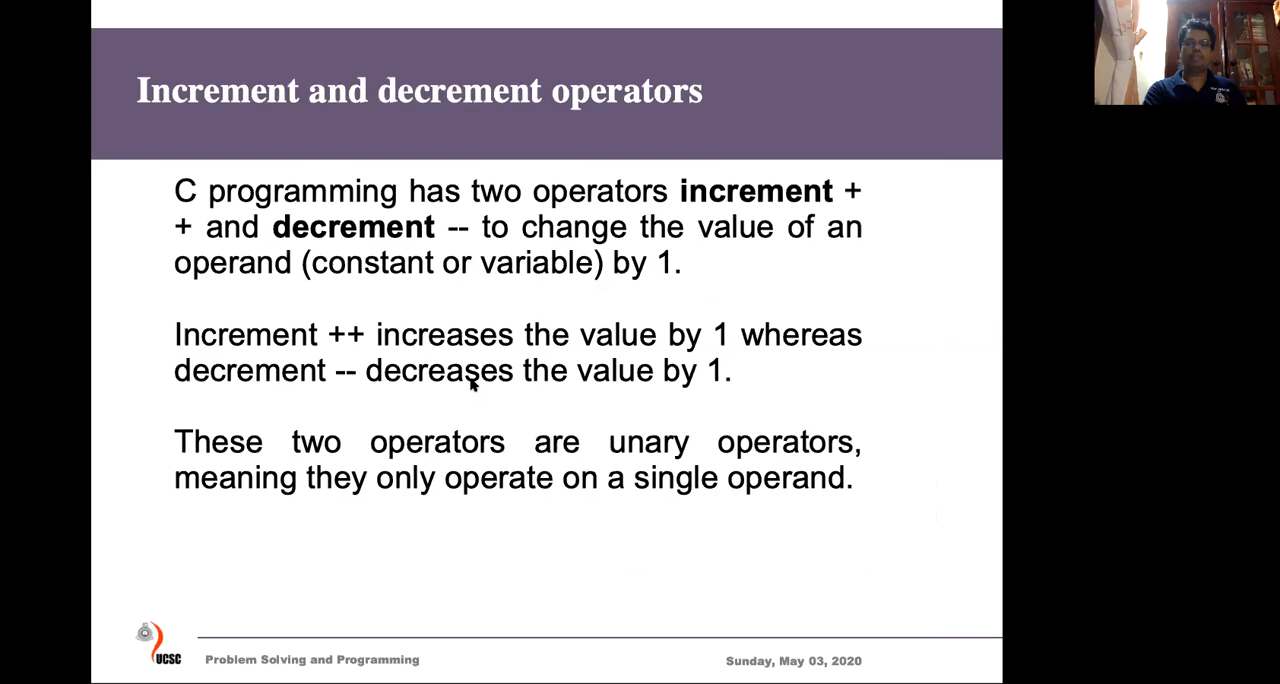 Increment and decrement operators
C programming has two operators increment +
+ and decrement -- to change the value of an
operand (constant or variable) by 1.
Increment ++ increases the value by 1 whereas
decrement -- decreases the value by 1.
These two operators are unary operators,
meaning they only operate on a single operand.
UCSC
Problem Solving and Programming
Sunday, May 03, 2020